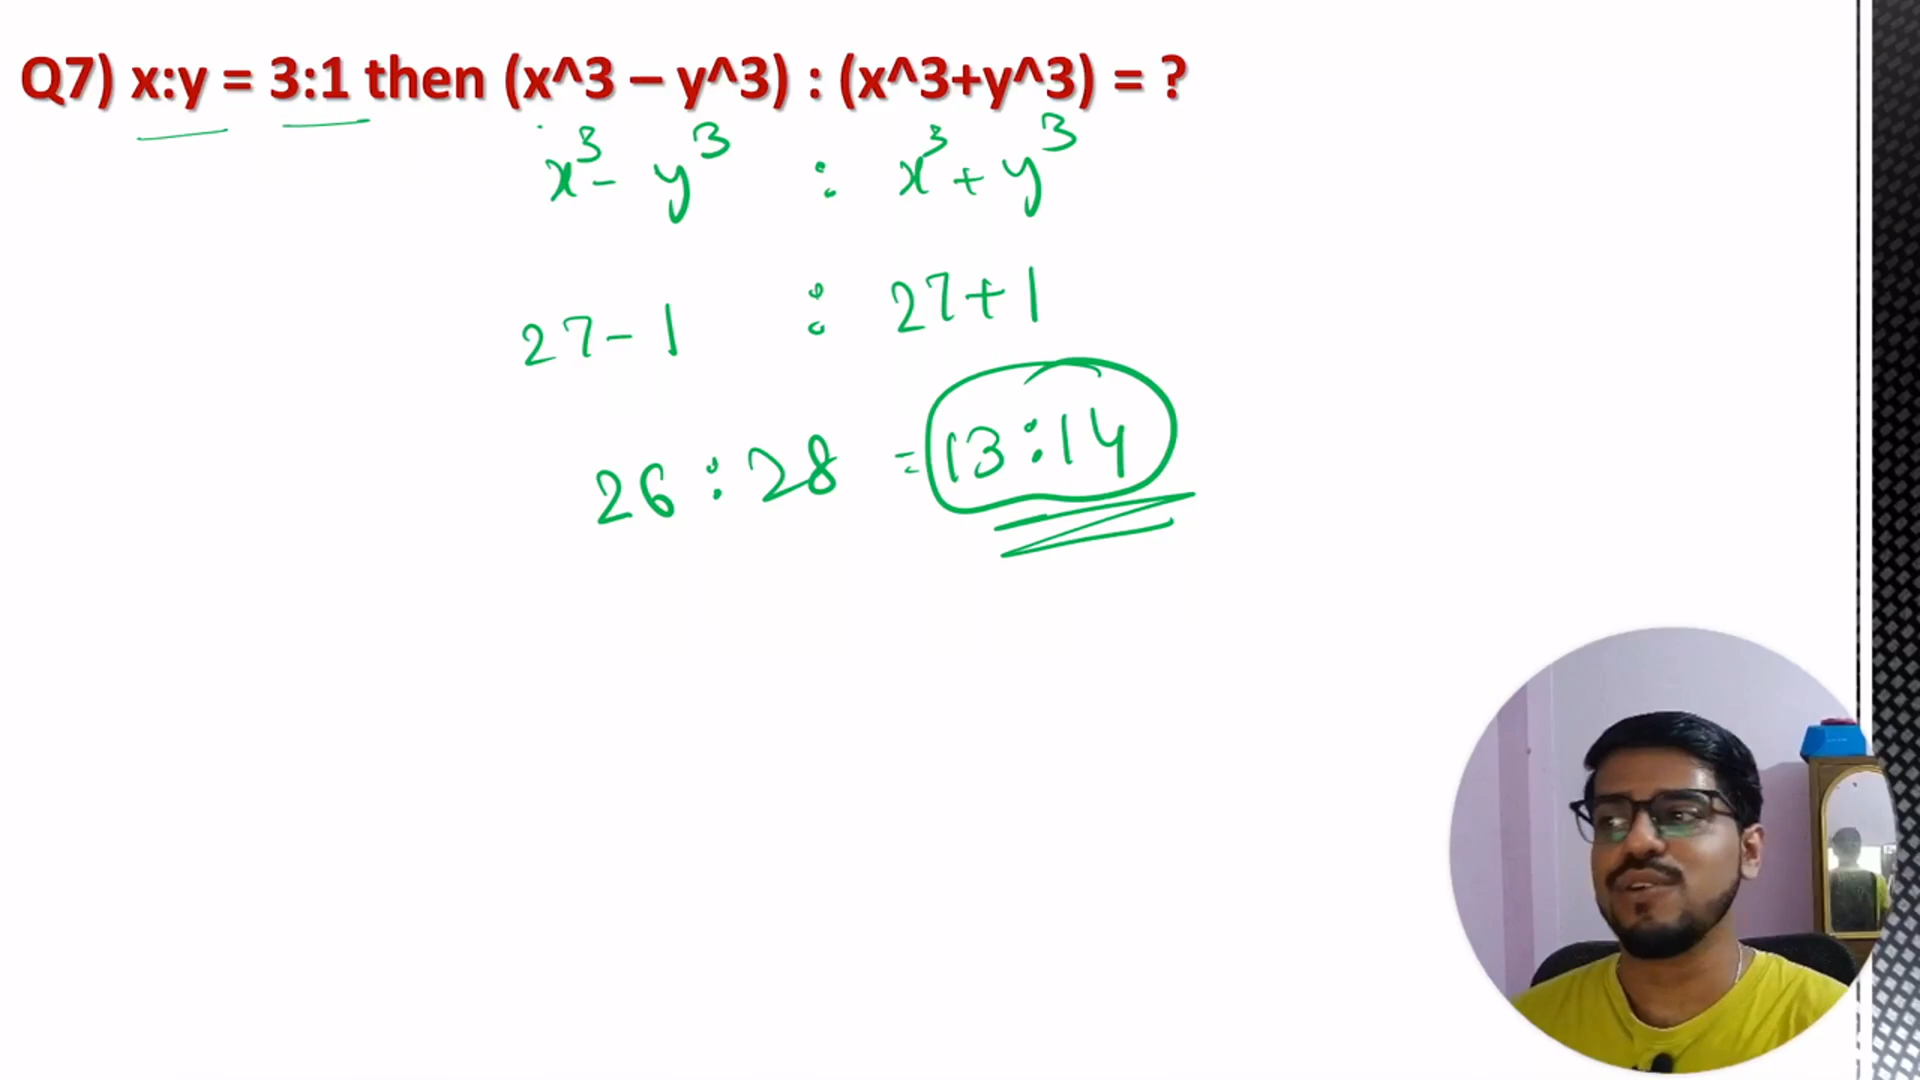 Q7) x:y = 3:1 then (x^3 – y^3) : (x^3+y^3) = ?
x³- y³ : x³+ y³
27-1 : 27+1
26:28 = 13:14